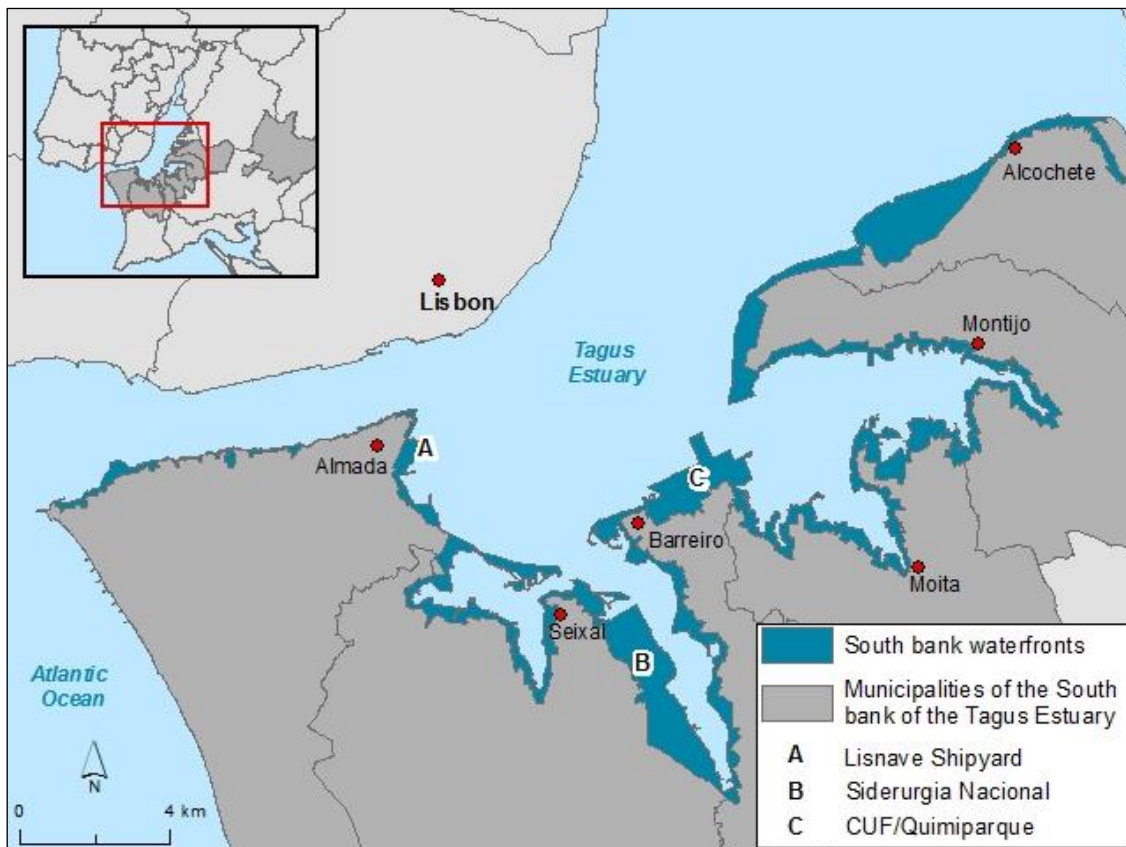 Alcochete
Lisbon
Montijo
Tagus
Estuary
Almada
A
C
Barreiro
Moita
Seixal
B
Atlantic
Ocean
N
0 4 km
South bank waterfronts
Municipalities of the South
bank of the Tagus Estuary
A Lisnave Shipyard
B Siderurgia Nacional
C CUF/Quimiparque